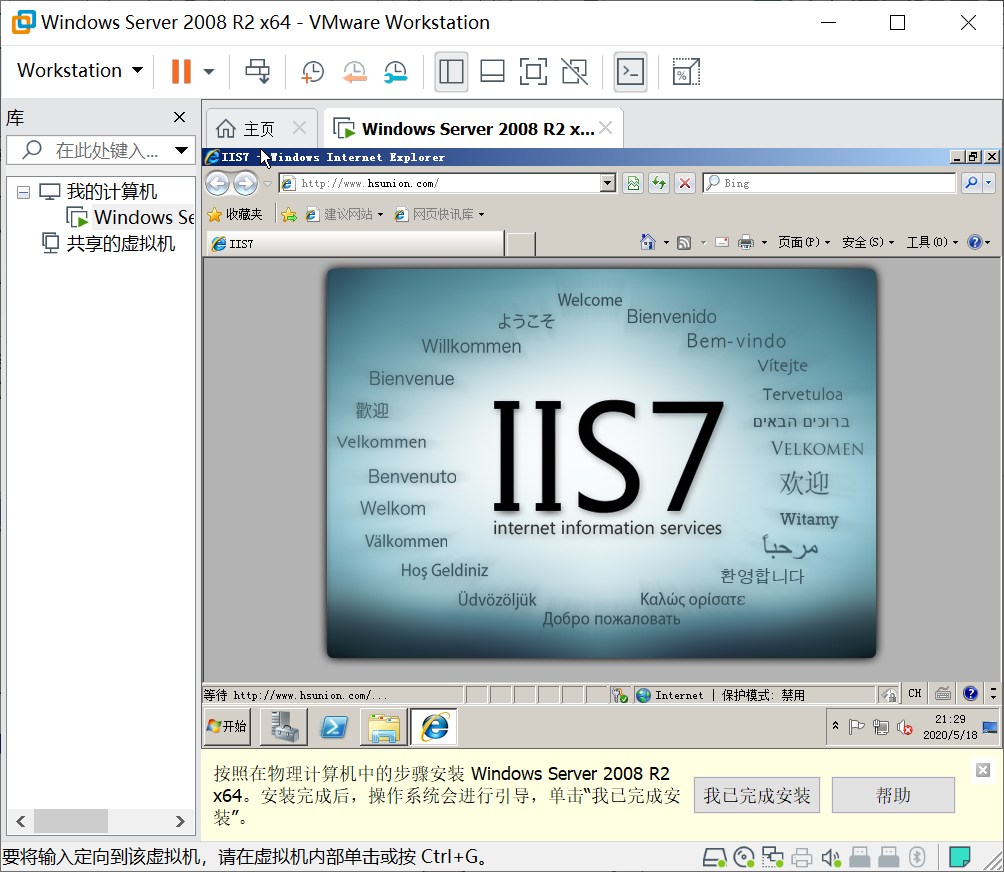 Windows Server 2008 R2 x64 - VMware Workstation
Workstation
库
在此处键入...
我的计算机
Windows Se
共享的虚拟机
主页
Windows Server 2008 R2 x...
IIS7 - Windows Internet Explorer
http://www.hsunion.com/
Bing
收藏夹
建议网站
网页快讯库
IIS7
页面(P)
安全(S)
工具(O)
Welcome
ようこそ
Bienvenido
Willkommen
Bem-vindo
Vítejte
Bienvenue
Tervetuloa
歡迎
ברוכים הבאים
Velkommen
VELKOMEN
Benvenuto
欢迎
Welkom
Witamy
Välkommen
مرحباً
Hoş Geldiniz
환영합니다
Üdvözöljük
Καλώς ορίσατε
Добро пожаловать
IIS7
internet information services
等待 http://www.hsunion.com/...
Internet | 保护模式: 禁用
CH
开始
21:29
2020/5/18
按照在物理计算机中的步骤安装 Windows Server 2008 R2
x64。安装完成后，操作系统会进行引导，单击“我已完成安
装”。
我已完成安装
帮助
要将输入定向到该虚拟机，请在虚拟机内部单击或按 Ctrl+G。